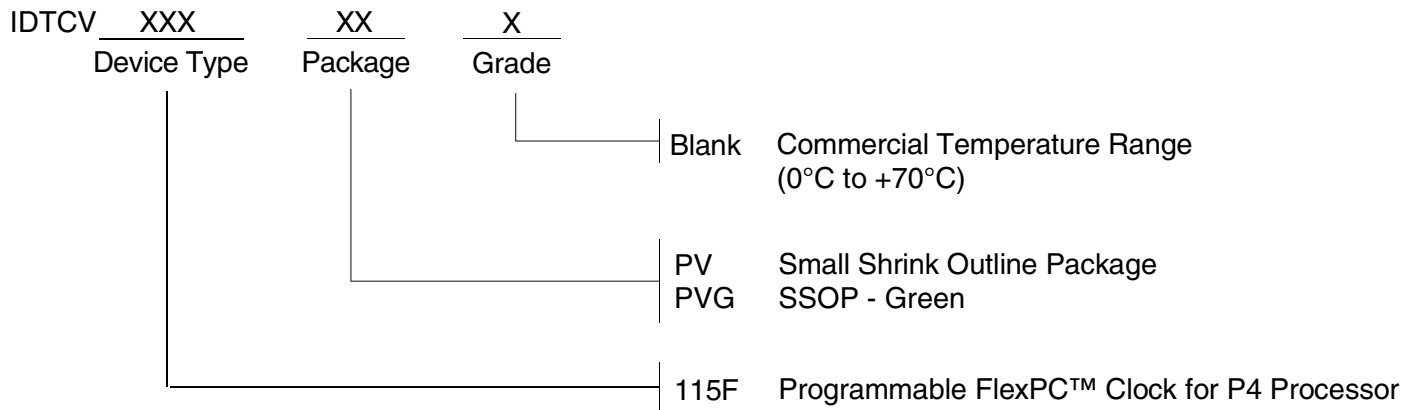 IDTCV XXX XX X
Device Type Package Grade
Blank Commercial Temperature Range
(0°C to +70°C)
PV Small Shrink Outline Package
PVG SSOP - Green
115F Programmable FlexPC™ Clock for P4 Processor